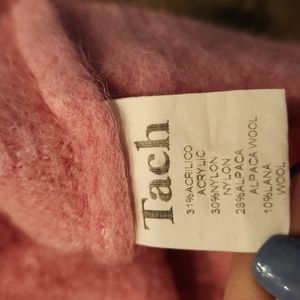 Tach
31%ACRILICO
ACRYLIC
30%NYLON
NYLON
28%ALPACA
ALPACA WOOL
10%LANA
WOOL